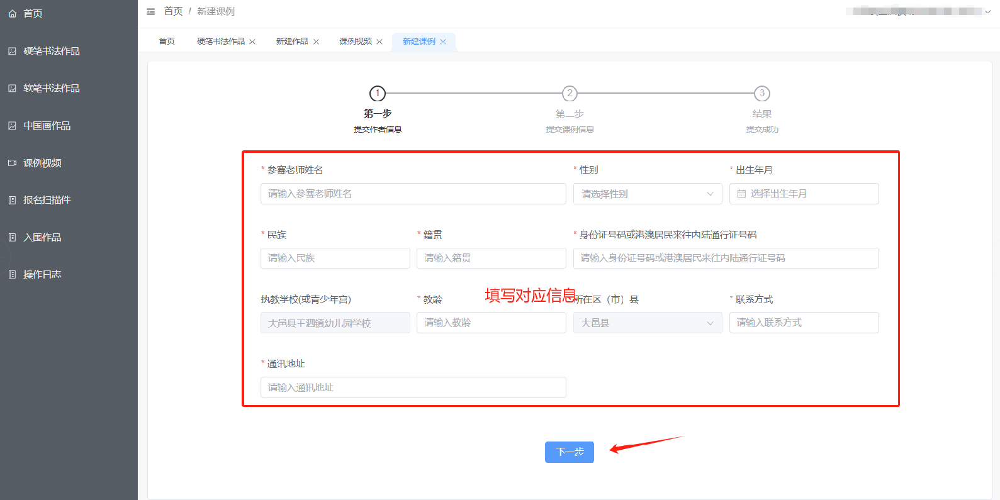 首页
硬笔书法作品
软笔书法作品
中国画作品
课例视频
报名扫描件
入围作品
操作日志
首页 / 新建课例
首页 硬笔书法作品 新建作品 课例视频 新建课例
1 2 3
第一步 第二步 结果
提交作者信息 提交课例信息 提交成功
* 参赛老师姓名 * 性别 * 出生年月
请输入参赛老师姓名 请选择性别 选择出生年月
* 民族 * 籍贯 * 身份证号码或港澳居民来往内陆通行证号码
请输入民族 请输入籍贯 请输入身份证号码或港澳居民来往内陆通行证号码
填写对应信息
执教学校(或青少年宫) * 教龄 所在区（市）县 * 联系方式
大邑县王泗镇幼儿园学校 请输入教龄 大邑县 请输入联系方式
* 通讯地址
请输入通讯地址
下一步